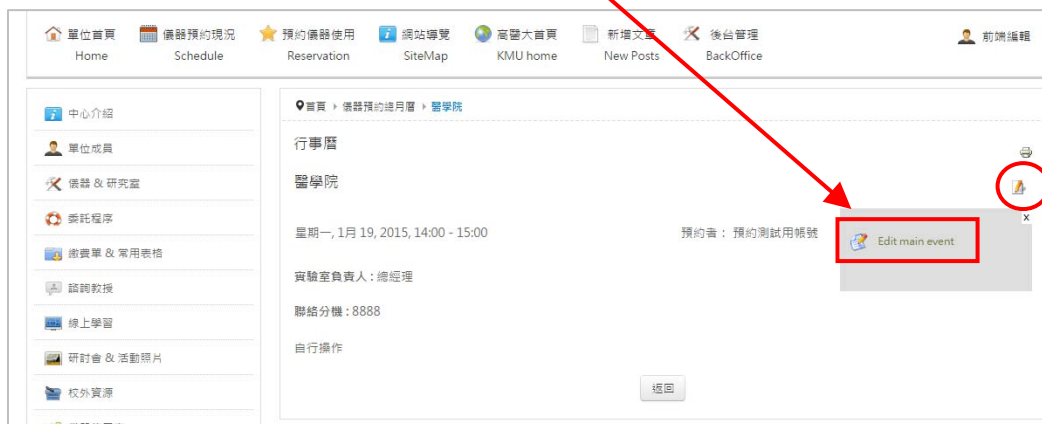 單位首頁 儀器預約現況 預約儀器使用 網站導覽 高醫大首頁 新增文章 後台管理 前端編輯
Home Schedule Reservation SiteMap KMU home New Posts BackOffice
中心介紹
單位成員
儀器 & 研究室
委託程序
繳費單 & 常用表格
諮詢教授
線上學習
研討會 & 活動照片
校外資源
首頁 儀器預約總月曆 醫學院
行事曆
醫學院
x
星期一, 1月 19, 2015, 14:00 - 15:00 預約者: 預約測試用帳號
Edit main event
實驗室負責人:總經理
聯絡分機:8888
自行操作
返回